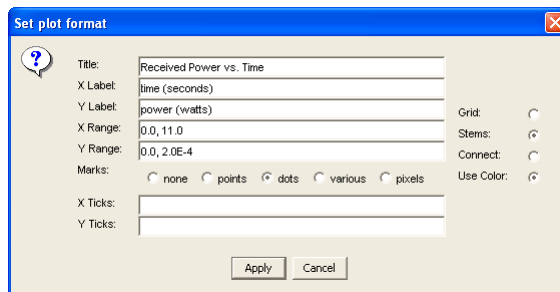 Set plot format
Title: Received Power vs. Time
X Label: time (seconds)
Y Label: power (watts)
X Range: 0.0, 11.0
Y Range: 0.0, 2.0E-4
Marks: none points dots various pixels
X Ticks:
Y Ticks:
Grid:
Stems:
Connect:
Use Color:
Apply Cancel